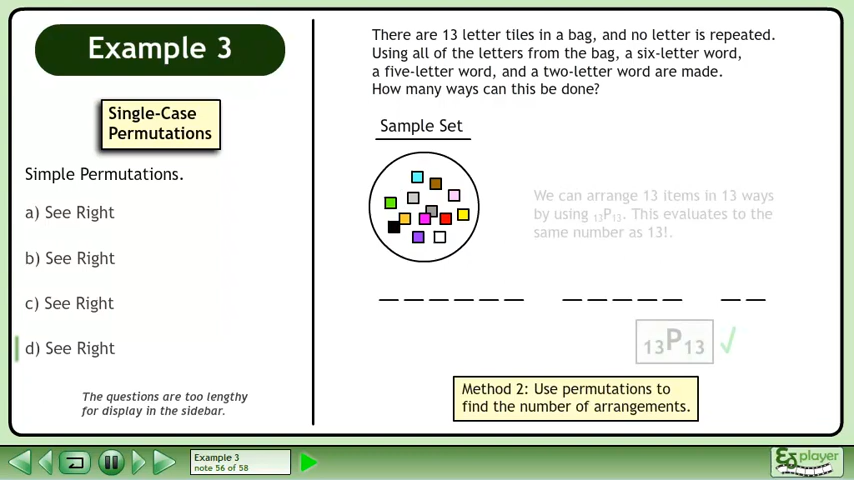 Example 3
Single-Case
Permutations
Simple Permutations.
a) See Right
b) See Right
c) See Right
d) See Right
The questions are too lengthy
for display in the sidebar.
There are 13 letter tiles in a bag, and no letter is repeated.
Using all of the letters from the bag, a six-letter word,
a five-letter word, and a two-letter word are made.
How many ways can this be done?
Sample Set
We can arrange 13 items in 13 ways
by using ₁₃P₁₃. This evaluates to the
same number as 13!.
₁₃P₁₃ √
Method 2: Use permutations to
find the number of arrangements.
Example 3
note 56 of 58
player